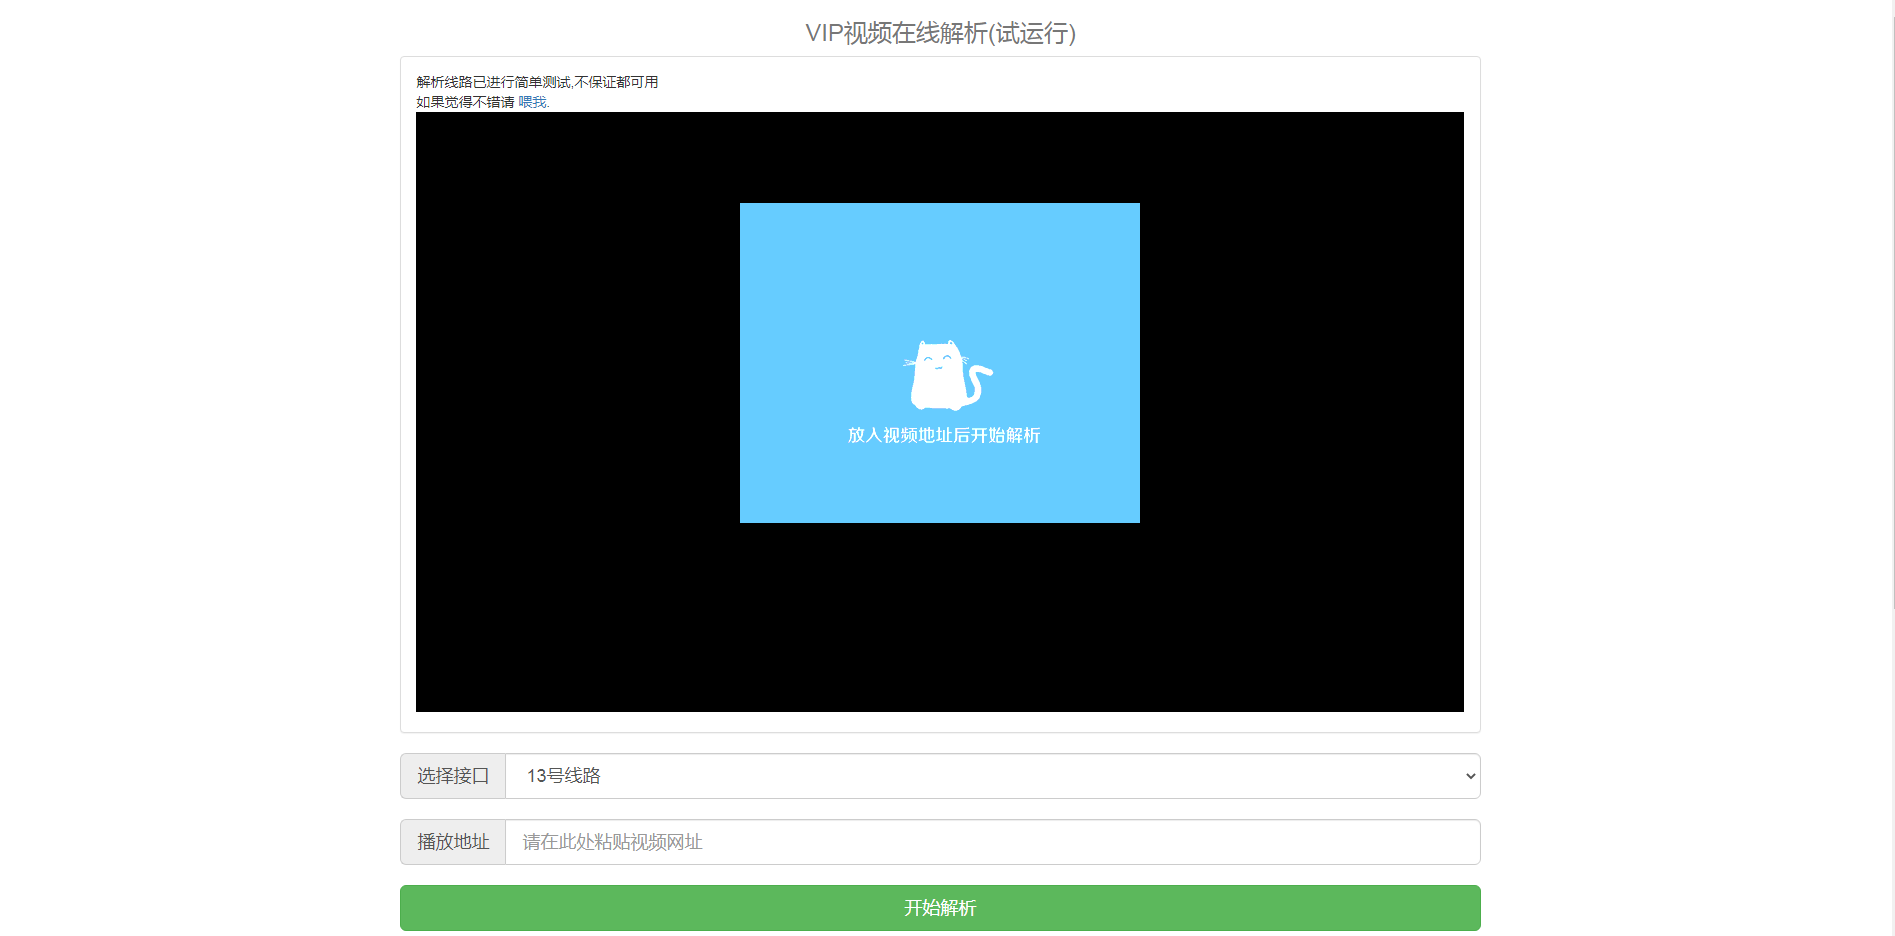 VIP视频在线解析(试运行)
解析线路已进行简单测试,不保证都可用
如果觉得不错请 喂我.
放入视频地址后开始解析
选择接口
13号线路
播放地址
请在此处粘贴视频网址
开始解析